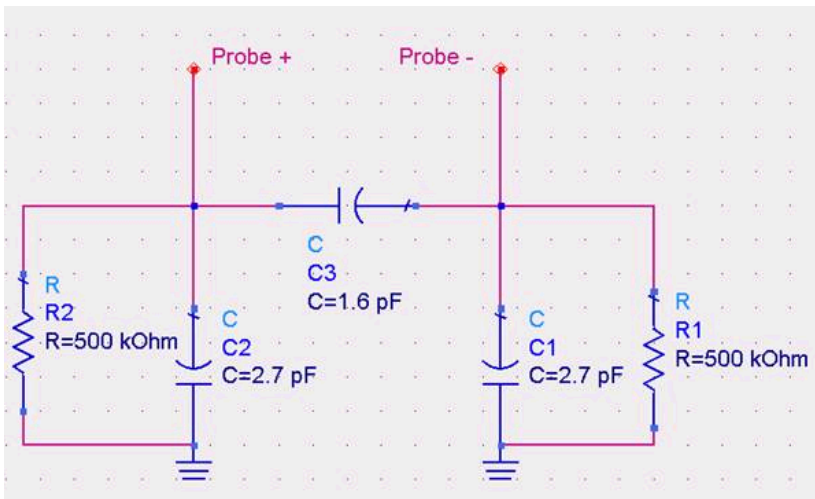 Probe +
Probe -
C
C3
C=1.6 pF
R
R2
R=500 kOhm
C
C2
C=2.7 pF
C
C1
C=2.7 pF
R
R1
R=500 kOhm